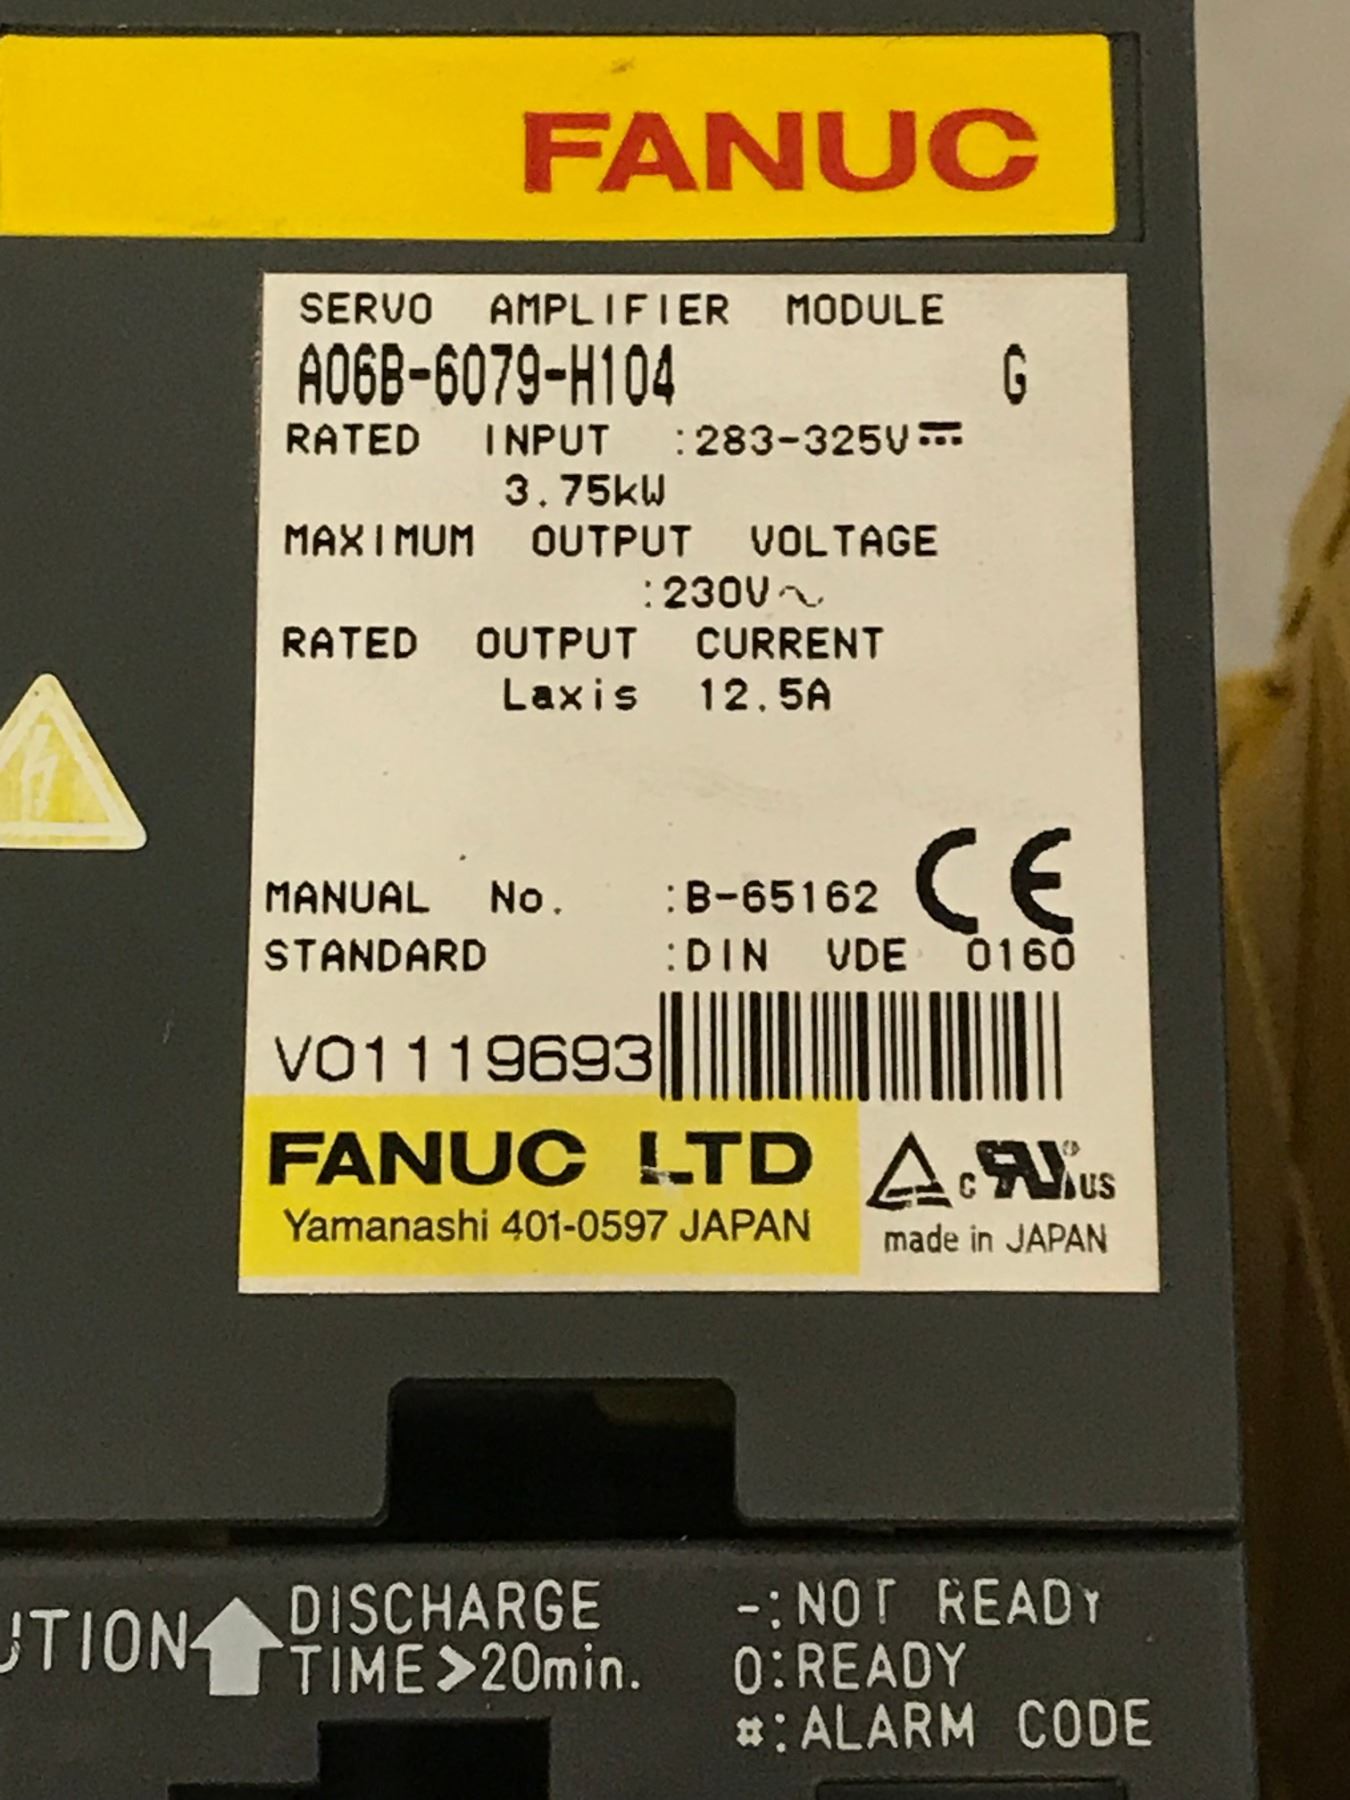 FANUC
SERVO AMPLIFIER MODULE
A06B-6079-H104 G
RATED INPUT :283-325V⎓
3.75kW
MAXIMUM OUTPUT VOLTAGE
:230V~
RATED OUTPUT CURRENT
Laxis 12.5A
CE
MANUAL No. :B-65162
STANDARD :DIN VDE 0160
V01119693
FANUC LTD
Yamanashi 401-0597 JAPAN
c RU US
made in JAPAN
UTION DISCHARGE
TIME>20min.
-:NOT READY
0:READY
#:ALARM CODE